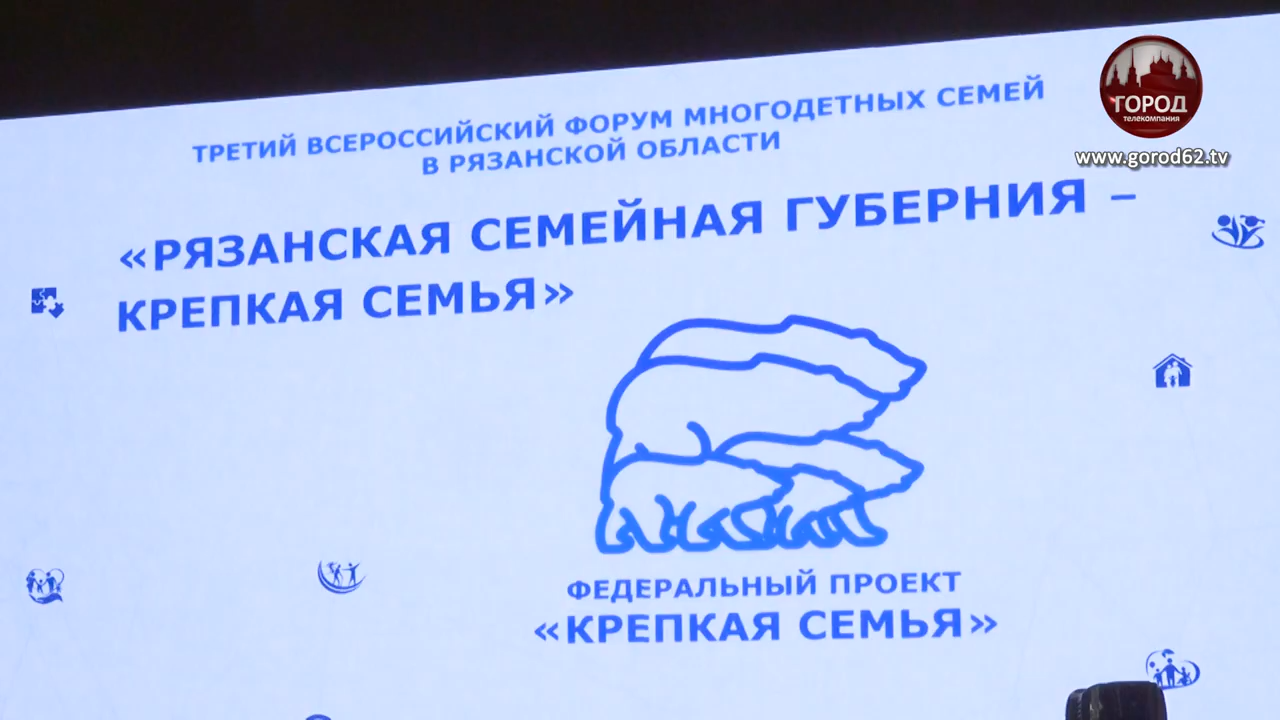 ТРЕТИЙ ВСЕРОССИЙСКИЙ ФОРУМ МНОГОДЕТНЫХ СЕМЕЙ
В РЯЗАНСКОЙ ОБЛАСТИ
«РЯЗАНСКАЯ СЕМЕЙНАЯ ГУБЕРНИЯ –
КРЕПКАЯ СЕМЬЯ»
ФЕДЕРАЛЬНЫЙ ПРОЕКТ
«КРЕПКАЯ СЕМЬЯ»
ГОРОД
телекомпания
www.gorod62.tv